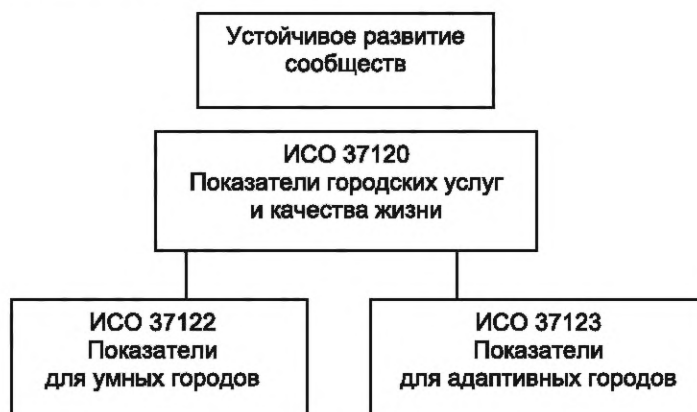 Устойчивое развитие
сообществ
ИСО 37120
Показатели городских услуг
и качества жизни
ИСО 37122
Показатели
для умных городов
ИСО 37123
Показатели
для адаптивных городов